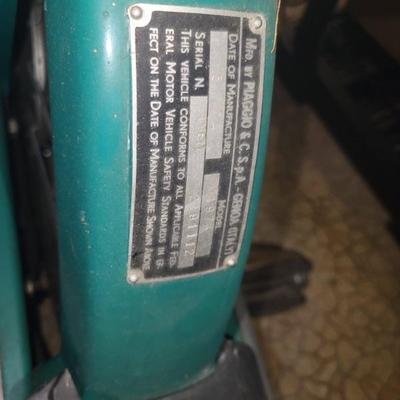 MFG. BY PIAGGIO & C. S.p.A. - GENOA (ITALY)
DATE OF MANUFACTURE MODEL
SERIAL N.
THIS VEHICLE CONFORMS TO ALL APPLICABLE FED-
ERAL MOTOR VEHICLE SAFETY STANDARDS IN EF-
FECT ON THE DATE OF MANUFACTURE SHOWN ABOVE